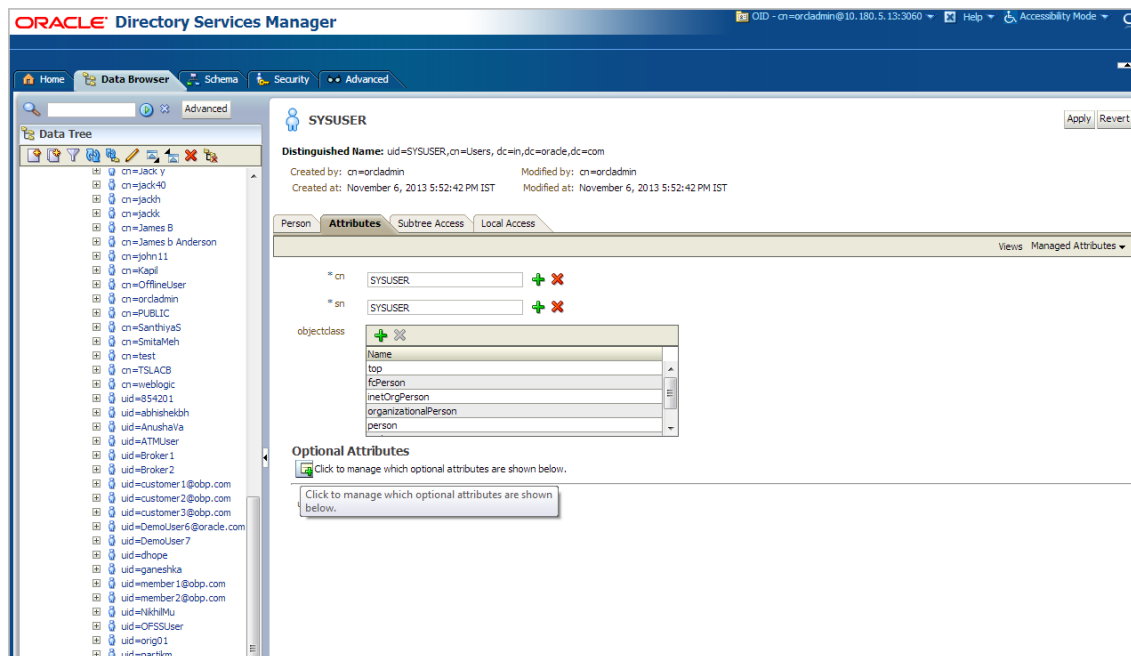 ORACLE Directory Services Manager
OID - cn=orcladmin@10.180.5.13:3060 Help Accessibility Mode
Home Data Browser Schema Security Advanced
Advanced
Data Tree
cn=Jack y
cn=jack40
cn=jackh
cn=jackk
cn=James B
cn=James b Anderson
cn=john11
cn=Kapil
cn=OfflineUser
cn=orcladmin
cn=PUBLIC
cn=SanthiyaS
cn=SmitaMeh
cn=test
cn=TSLACB
cn=weblogic
uid=854201
uid=abhishekbh
uid=AnushaVa
uid=ATMUser
uid=Broker1
uid=Broker2
uid=customer1@obp.com
uid=customer2@obp.com
uid=customer3@obp.com
uid=DemoUser6@oracle.com
uid=DemoUser7
uid=dhope
uid=ganeshka
uid=member1@obp.com
uid=member2@obp.com
uid=NikhilMu
uid=OFSSUser
uid=orig01
uid=partikm
SYSUSER
Apply Revert
Distinguished Name: uid=SYSUSER,cn=Users, dc=in,dc=oracle,dc=com
Created by: cn=orcladmin Modified by: cn=orcladmin
Created at: November 6, 2013 5:52:42 PM IST Modified at: November 6, 2013 5:52:42 PM IST
Person Attributes Subtree Access Local Access
Views Managed Attributes
* cn SYSUSER
* sn SYSUSER
objectclass
Name
top
fcPerson
inetOrgPerson
organizationalPerson
person
Optional Attributes
Click to manage which optional attributes are shown below.
Click to manage which optional attributes are shown
below.